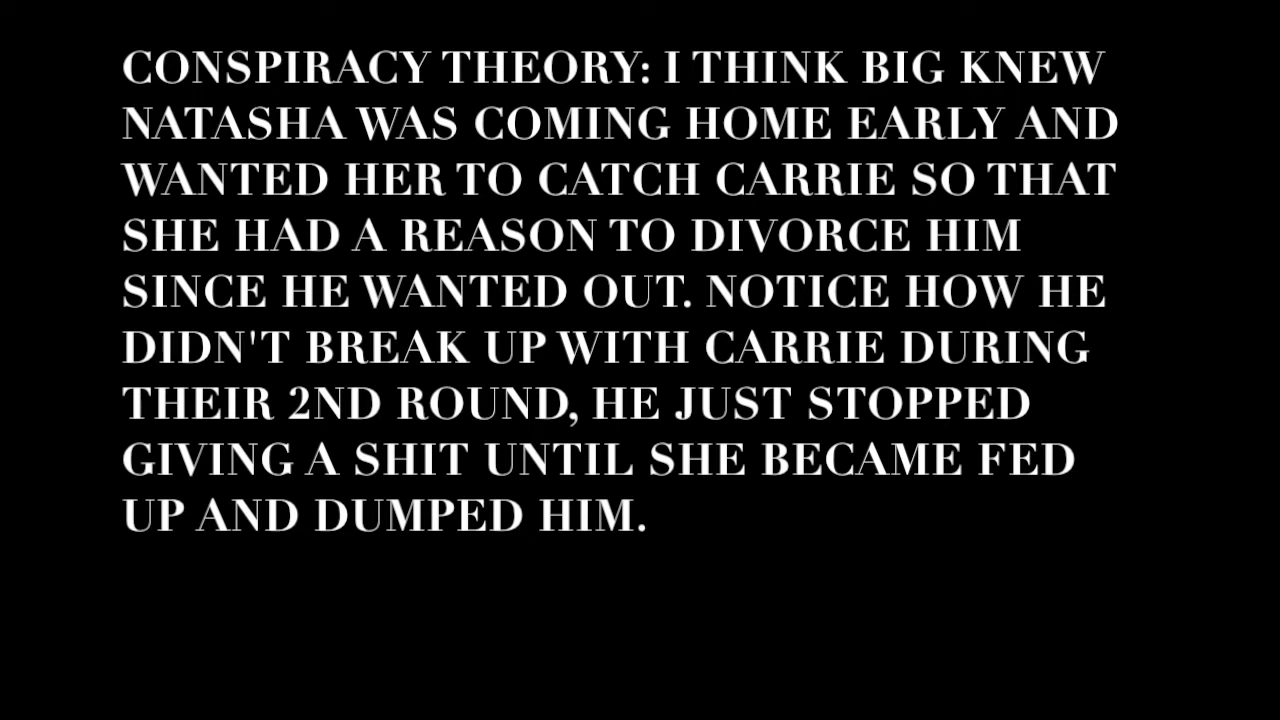 CONSPIRACY THEORY: I THINK BIG KNEW
NATASHA WAS COMING HOME EARLY AND
WANTED HER TO CATCH CARRIE SO THAT
SHE HAD A REASON TO DIVORCE HIM
SINCE HE WANTED OUT. NOTICE HOW HE
DIDN'T BREAK UP WITH CARRIE DURING
THEIR 2ND ROUND, HE JUST STOPPED
GIVING A SHIT UNTIL SHE BECAME FED
UP AND DUMPED HIM.